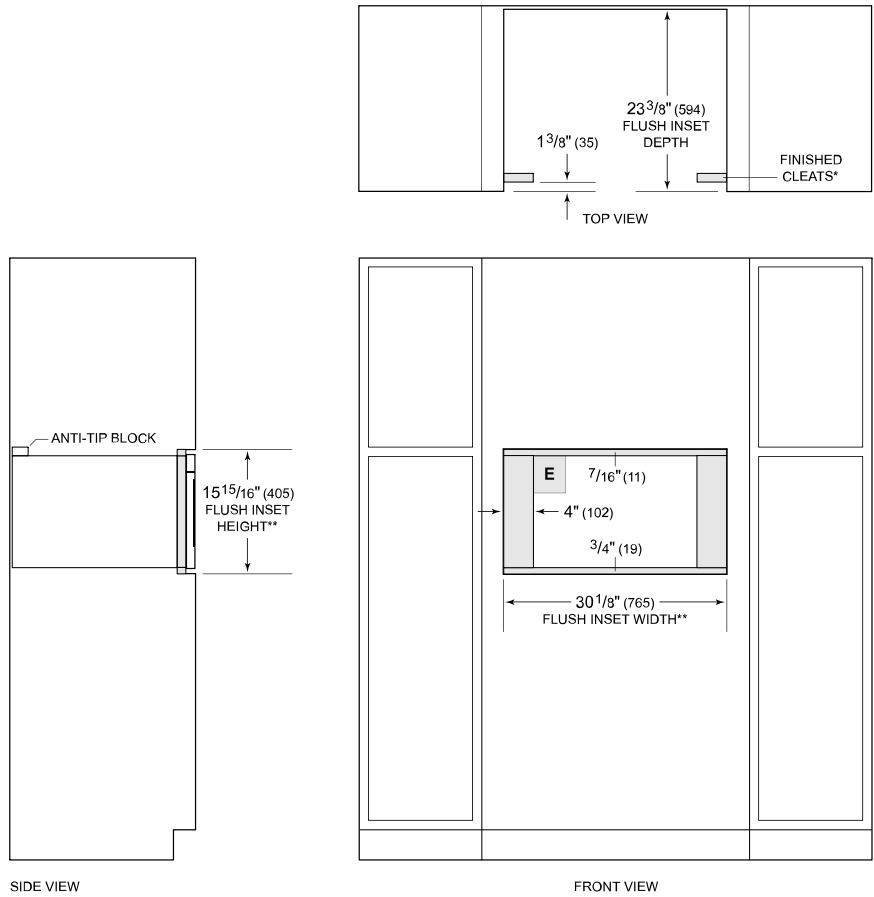 23 3/8" (594)
FLUSH INSET
DEPTH
1 3/8" (35)
FINISHED
CLEATS*
TOP VIEW
ANTI-TIP BLOCK
15 15/16" (405)
FLUSH INSET
HEIGHT**
E
7/16" (11)
4" (102)
3/4" (19)
30 1/8" (765)
FLUSH INSET WIDTH**
SIDE VIEW
FRONT VIEW